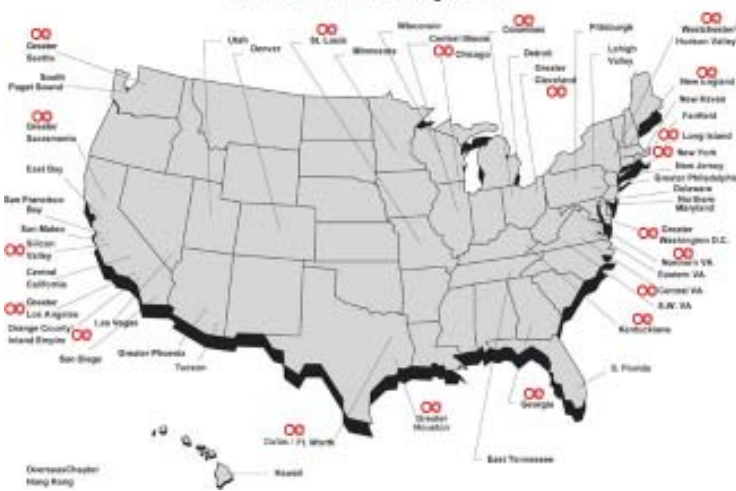 Greater
Seattle
South
Puget Sound
Greater
Sacramento
East Bay
San Francisco
Bay
San Mateo
Silicon
Valley
Central
California
Greater
Los Angeles
Orange County/
Inland Empire
Las Vegas
San Diego
Greater Phoenix
Tucson
Utah
Denver
St. Louis
Minnesota
Wisconsin
Central Illinois
Chicago
Detroit
Greater
Cleveland
Pittsburgh
Lehigh
Valley
Westchester/
Hudson Valley
New England
New Haven
Fairfield
Long Island
New York
New Jersey
Greater Philadelphia
Delaware
Northern
Maryland
Greater
Washington D.C.
Northern VA
Eastern VA
Central VA
S.W. VA
Kentuckiana
S. Florida
Georgia
East Tennessee
Greater
Houston
Dallas / Ft. Worth
Hawaii
Overseas Chapter
Hong Kong